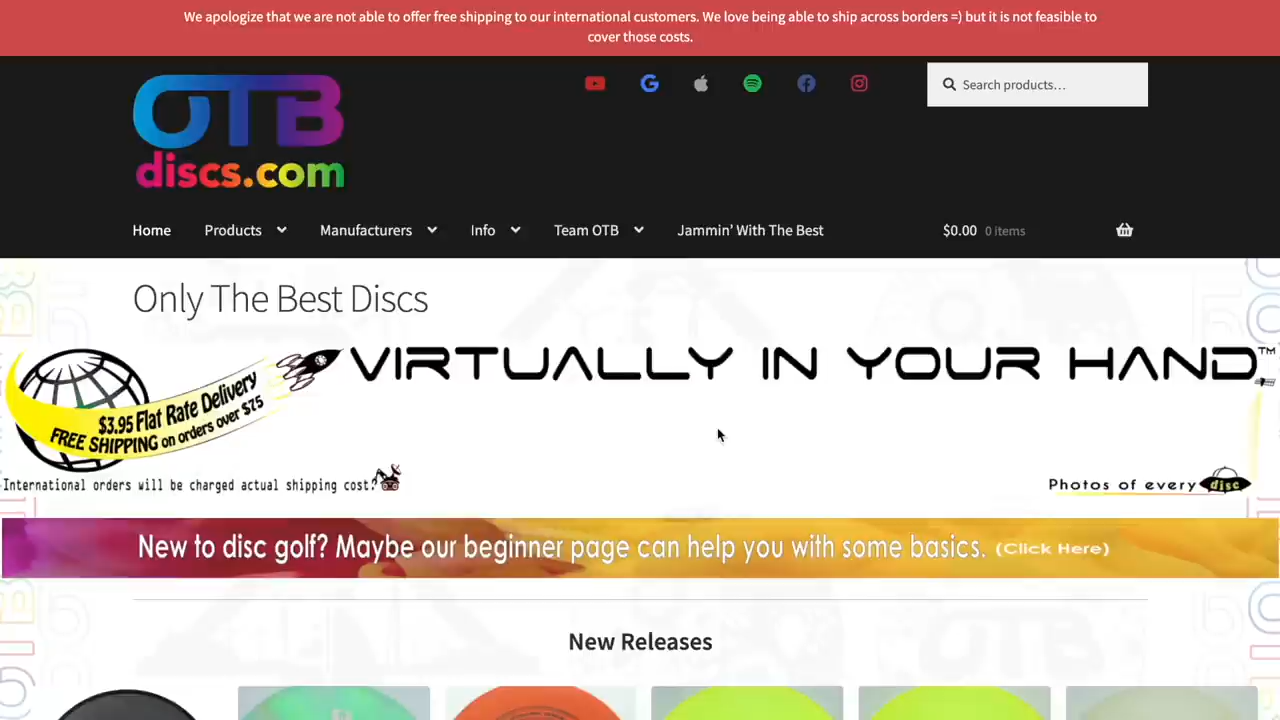 We apologize that we are not able to offer free shipping to our international customers. We love being able to ship across borders =) but it is not feasible to
cover those costs.
OTB
discs.com
Search products…
Home
Products
Manufacturers
Info
Team OTB
Jammin’ With The Best
$0.00 0 items
Only The Best Discs
VIRTUALLY IN YOUR HAND™
$3.95 Flat Rate Delivery
FREE SHIPPING on orders over $75
International orders will be charged actual shipping cost.
Photos of every disc
New to disc golf? Maybe our beginner page can help you with some basics. (Click Here)
New Releases